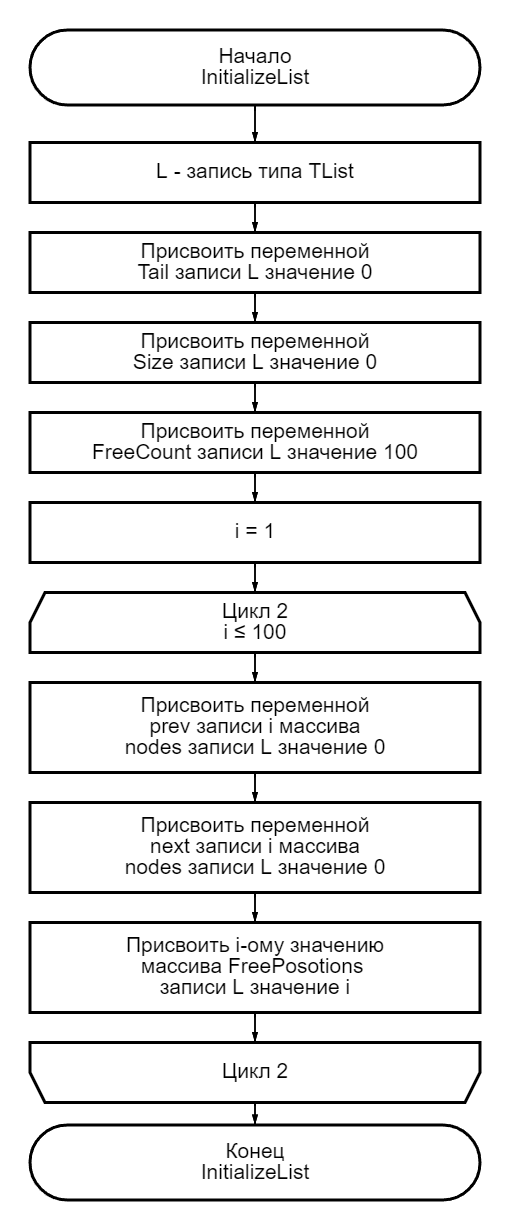 Начало
InitializeList
L - запись типа TList
Присвоить переменной
Tail записи L значение 0
Присвоить переменной
Size записи L значение 0
Присвоить переменной
FreeCount записи L значение 100
i = 1
Цикл 2
i ≤ 100
Присвоить переменной
prev записи i массива
nodes записи L значение 0
Присвоить переменной
next записи i массива
nodes записи L значение 0
Присвоить i-ому значению
массива FreePosotions
записи L значение i
Цикл 2
Конец
InitializeList